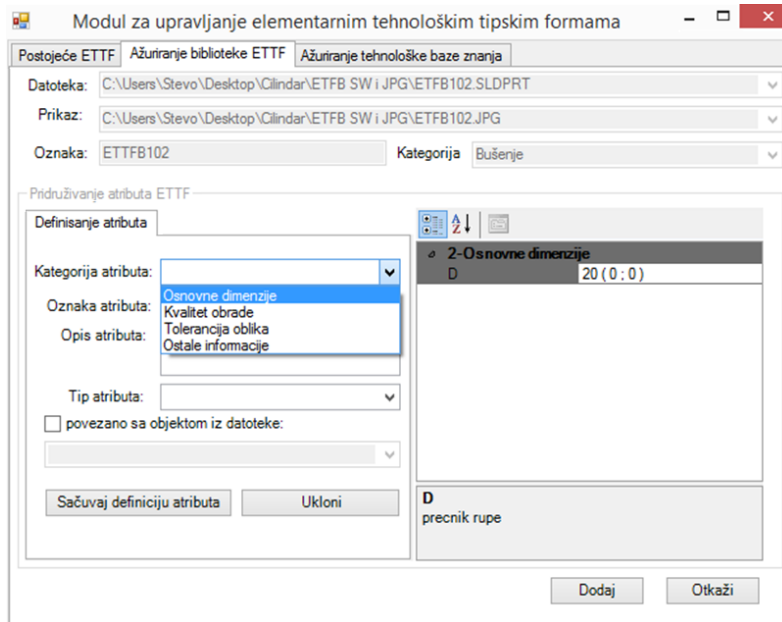 Modul za upravljanje elementarnim tehnološkim tipskim formama
Postojeće ETTF Ažuriranje biblioteke ETTF Ažuriranje tehnološke baze znanja
Datoteka: C:\Users\Stevo\Desktop\Cilindar\ETFB SW i JPG\ETFB102.SLDPRT
Prikaz: C:\Users\Stevo\Desktop\Cilindar\ETFB SW i JPG\ETFB102.JPG
Oznaka: ETTFB102 Kategorija Bušenje
Pridruživanje atributa ETTF
Definisanje atributa
Kategorija atributa:
Osnovne dimenzije
Kvalitet obrade
Tolerancija oblika
Ostale informacije
Oznaka atributa:
Opis atributa:
Tip atributa:
povezano sa objektom iz datoteke:
Sačuvaj definiciju atributa Ukloni
2-Osnovne dimenzije
D 20 ( 0 ; 0 )
D
precnik rupe
Dodaj Otkaži